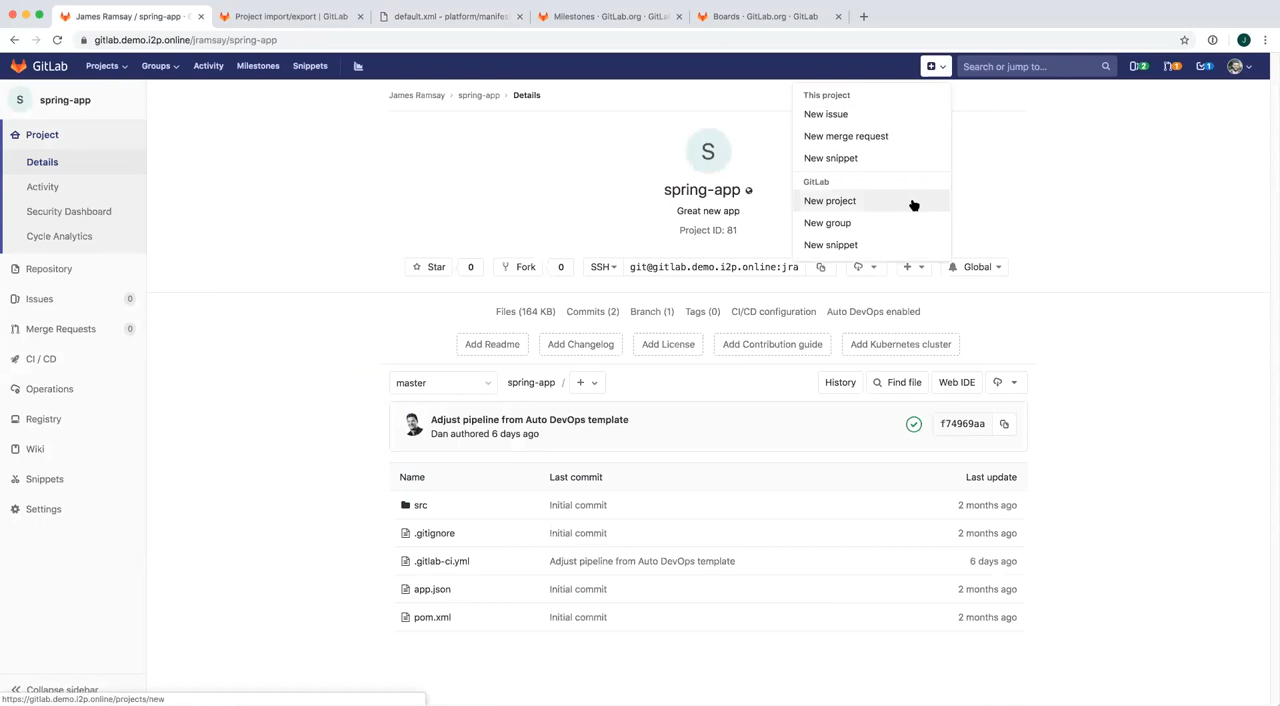 James Ramsay / spring-app · G
Project import/export | GitLab
default.xml - platform/manifes
Milestones · GitLab.org · GitLa
Boards · GitLab.org · GitLab
gitlab.demo.i2p.online/jramsay/spring-app
J
GitLab
Projects
Groups
Activity
Milestones
Snippets
Search or jump to...
2
1
1
S
spring-app
Project
Details
Activity
Security Dashboard
Cycle Analytics
Repository
Issues
0
Merge Requests
0
CI / CD
Operations
Registry
Wiki
Snippets
Settings
Collapse sidebar
https://gitlab.demo.i2p.online/projects/new
James Ramsay > spring-app > Details
This project
New issue
New merge request
New snippet
GitLab
New project
New group
New snippet
S
spring-app
Great new app
Project ID: 81
Star 0 Fork 0 SSH git@gitlab.demo.i2p.online:jra Global
Files (164 KB) Commits (2) Branch (1) Tags (0) CI/CD configuration Auto DevOps enabled
Add Readme Add Changelog Add License Add Contribution guide Add Kubernetes cluster
master spring-app / + History Find file Web IDE
Adjust pipeline from Auto DevOps template
Dan authored 6 days ago
f74969aa
Name Last commit Last update
src Initial commit 2 months ago
.gitignore Initial commit 2 months ago
.gitlab-ci.yml Adjust pipeline from Auto DevOps template 6 days ago
app.json Initial commit 2 months ago
pom.xml Initial commit 2 months ago